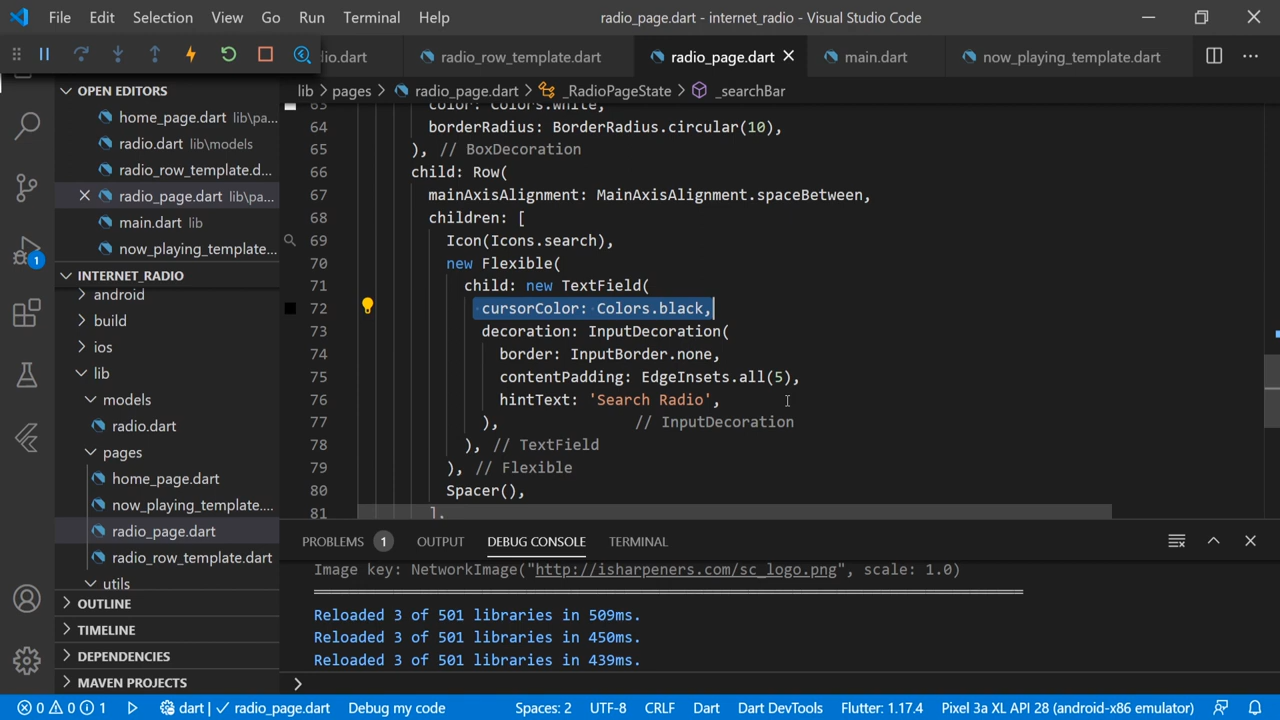 File Edit Selection View Go Run Terminal Help radio_page.dart - internet_radio - Visual Studio Code
dio.dart radio_row_template.dart radio_page.dart main.dart now_playing_template.dart
OPEN EDITORS
home_page.dart lib\pa...
radio.dart lib\models
radio_row_template.d...
radio_page.dart lib\pa...
main.dart lib
now_playing_template...
INTERNET_RADIO
android
build
ios
lib
models
radio.dart
pages
home_page.dart
now_playing_template....
radio_page.dart
radio_row_template.dart
utils
OUTLINE
TIMELINE
DEPENDENCIES
MAVEN PROJECTS
1
lib > pages > radio_page.dart > _RadioPageState > _searchBar
63 color: Colors.white,
64 borderRadius: BorderRadius.circular(10),
65 ), // BoxDecoration
66 child: Row(
67 mainAxisAlignment: MainAxisAlignment.spaceBetween,
68 children: [
69 Icon(Icons.search),
70 new Flexible(
71 child: new TextField(
72 cursorColor: Colors.black,
73 decoration: InputDecoration(
74 border: InputBorder.none,
75 contentPadding: EdgeInsets.all(5),
76 hintText: 'Search Radio',
77 ), // InputDecoration
78 ), // TextField
79 ), // Flexible
80 Spacer(),
81 ],
PROBLEMS 1 OUTPUT DEBUG CONSOLE TERMINAL
Image key: NetworkImage("http://isharpeners.com/sc_logo.png", scale: 1.0)
════════════════════════════════════════
Reloaded 3 of 501 libraries in 509ms.
Reloaded 3 of 501 libraries in 450ms.
Reloaded 3 of 501 libraries in 439ms.
>
0 0 1 dart | ✓ radio_page.dart Debug my code Spaces: 2 UTF-8 CRLF Dart Dart DevTools Flutter: 1.17.4 Pixel 3a XL API 28 (android-x86 emulator)